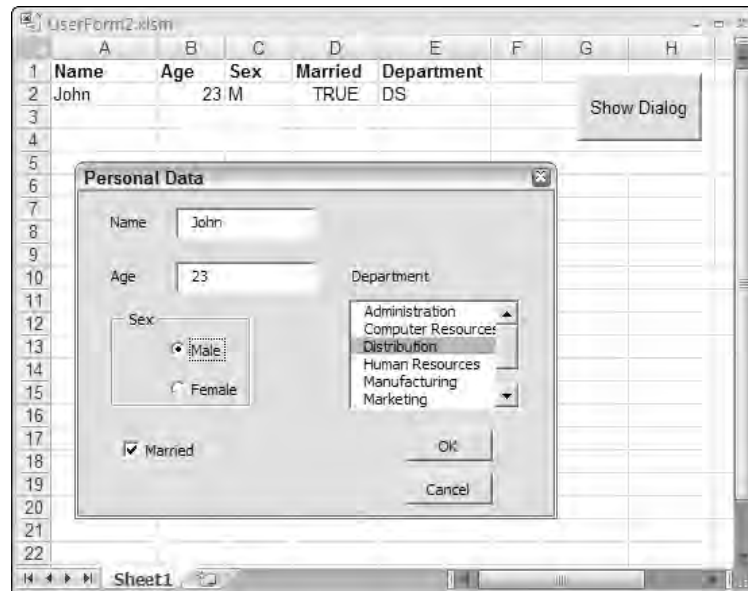 UserForm2.xlsm
A B C D E F G H
1 Name Age Sex Married Department
2 John 23 M TRUE DS
Show Dialog
3
4
5
6
7
8
9
10
11
12
13
14
15
16
17
18
19
20
21
22
Personal Data
Name John
Age 23
Department
Sex
Male
Female
Administration
Computer Resources
Distribution
Human Resources
Manufacturing
Marketing
Married
OK
Cancel
Sheet1